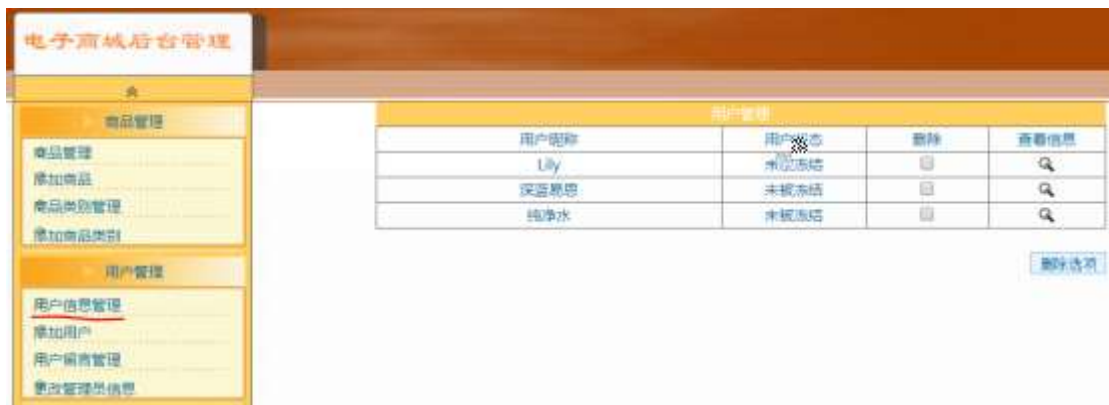 电子商城后台管理
商品管理
商品管理
添加商品
商品类别管理
添加商品类别
用户管理
用户信息管理
添加用户
用户留言管理
更改管理员信息
用户管理
用户昵称 用户状态 删除 查看信息
Lily 未被冻结
深蓝易思 未被冻结
纯净水 未被冻结
删除选项